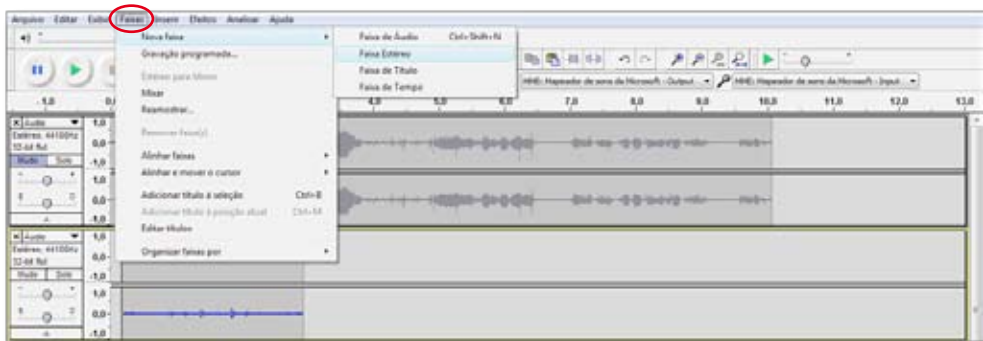 Arquivo Editar Exibir Faixas Inserir Efeitos Analisar Ajuda
Nova faixa
Gravação programada...
Estéreo para Mono
Mixar
Reamostrar...
Remover faixa(s)
Alinhar faixas
Alinhar e mover o cursor
Adicionar título à seleção Ctrl+B
Adicionar título à posição atual Ctrl+M
Editar títulos
Organizar faixas por
Faixa de Áudio Ctrl+Shift+N
Faixa Estéreo
Faixa de Título
Faixa de Tempo
MME: Mapeador de som da Microsoft - Output
MME: Mapeador de som da Microsoft - Input
-1,0 4,0 5,0 6,0 7,0 8,0 9,0 10,0 11,0 12,0 13,0
X Áudio
Estéreo, 44100Hz
32-bit flut
Mudo Solo
1,0
0,0
-1,0
1,0
0,0
-1,0
X Áudio
Estéreo, 44100Hz
32-bit flut
Mudo Solo
1,0
0,0
-1,0
1,0
0,0
-1,0